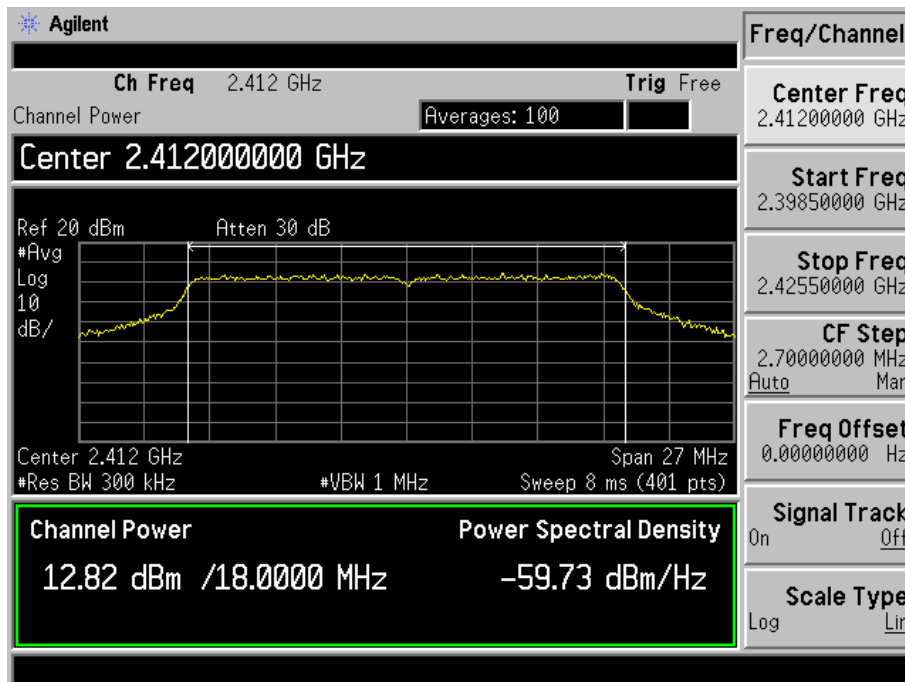 Agilent
Freq/Channel
Ch Freq 2.412 GHz Trig Free
Channel Power Averages: 100
Center 2.412000000 GHz
Ref 20 dBm Atten 30 dB
#Avg
Log
10
dB/
Center 2.412 GHz Span 27 MHz
#Res BW 300 kHz #VBW 1 MHz Sweep 8 ms (401 pts)
Channel Power Power Spectral Density
12.82 dBm /18.0000 MHz -59.73 dBm/Hz
Center Freq
2.41200000 GHz
Start Freq
2.39850000 GHz
Stop Freq
2.42550000 GHz
CF Step
2.70000000 MHz
Auto Man
Freq Offset
0.00000000 Hz
Signal Track
On Off
Scale Type
Log Lin